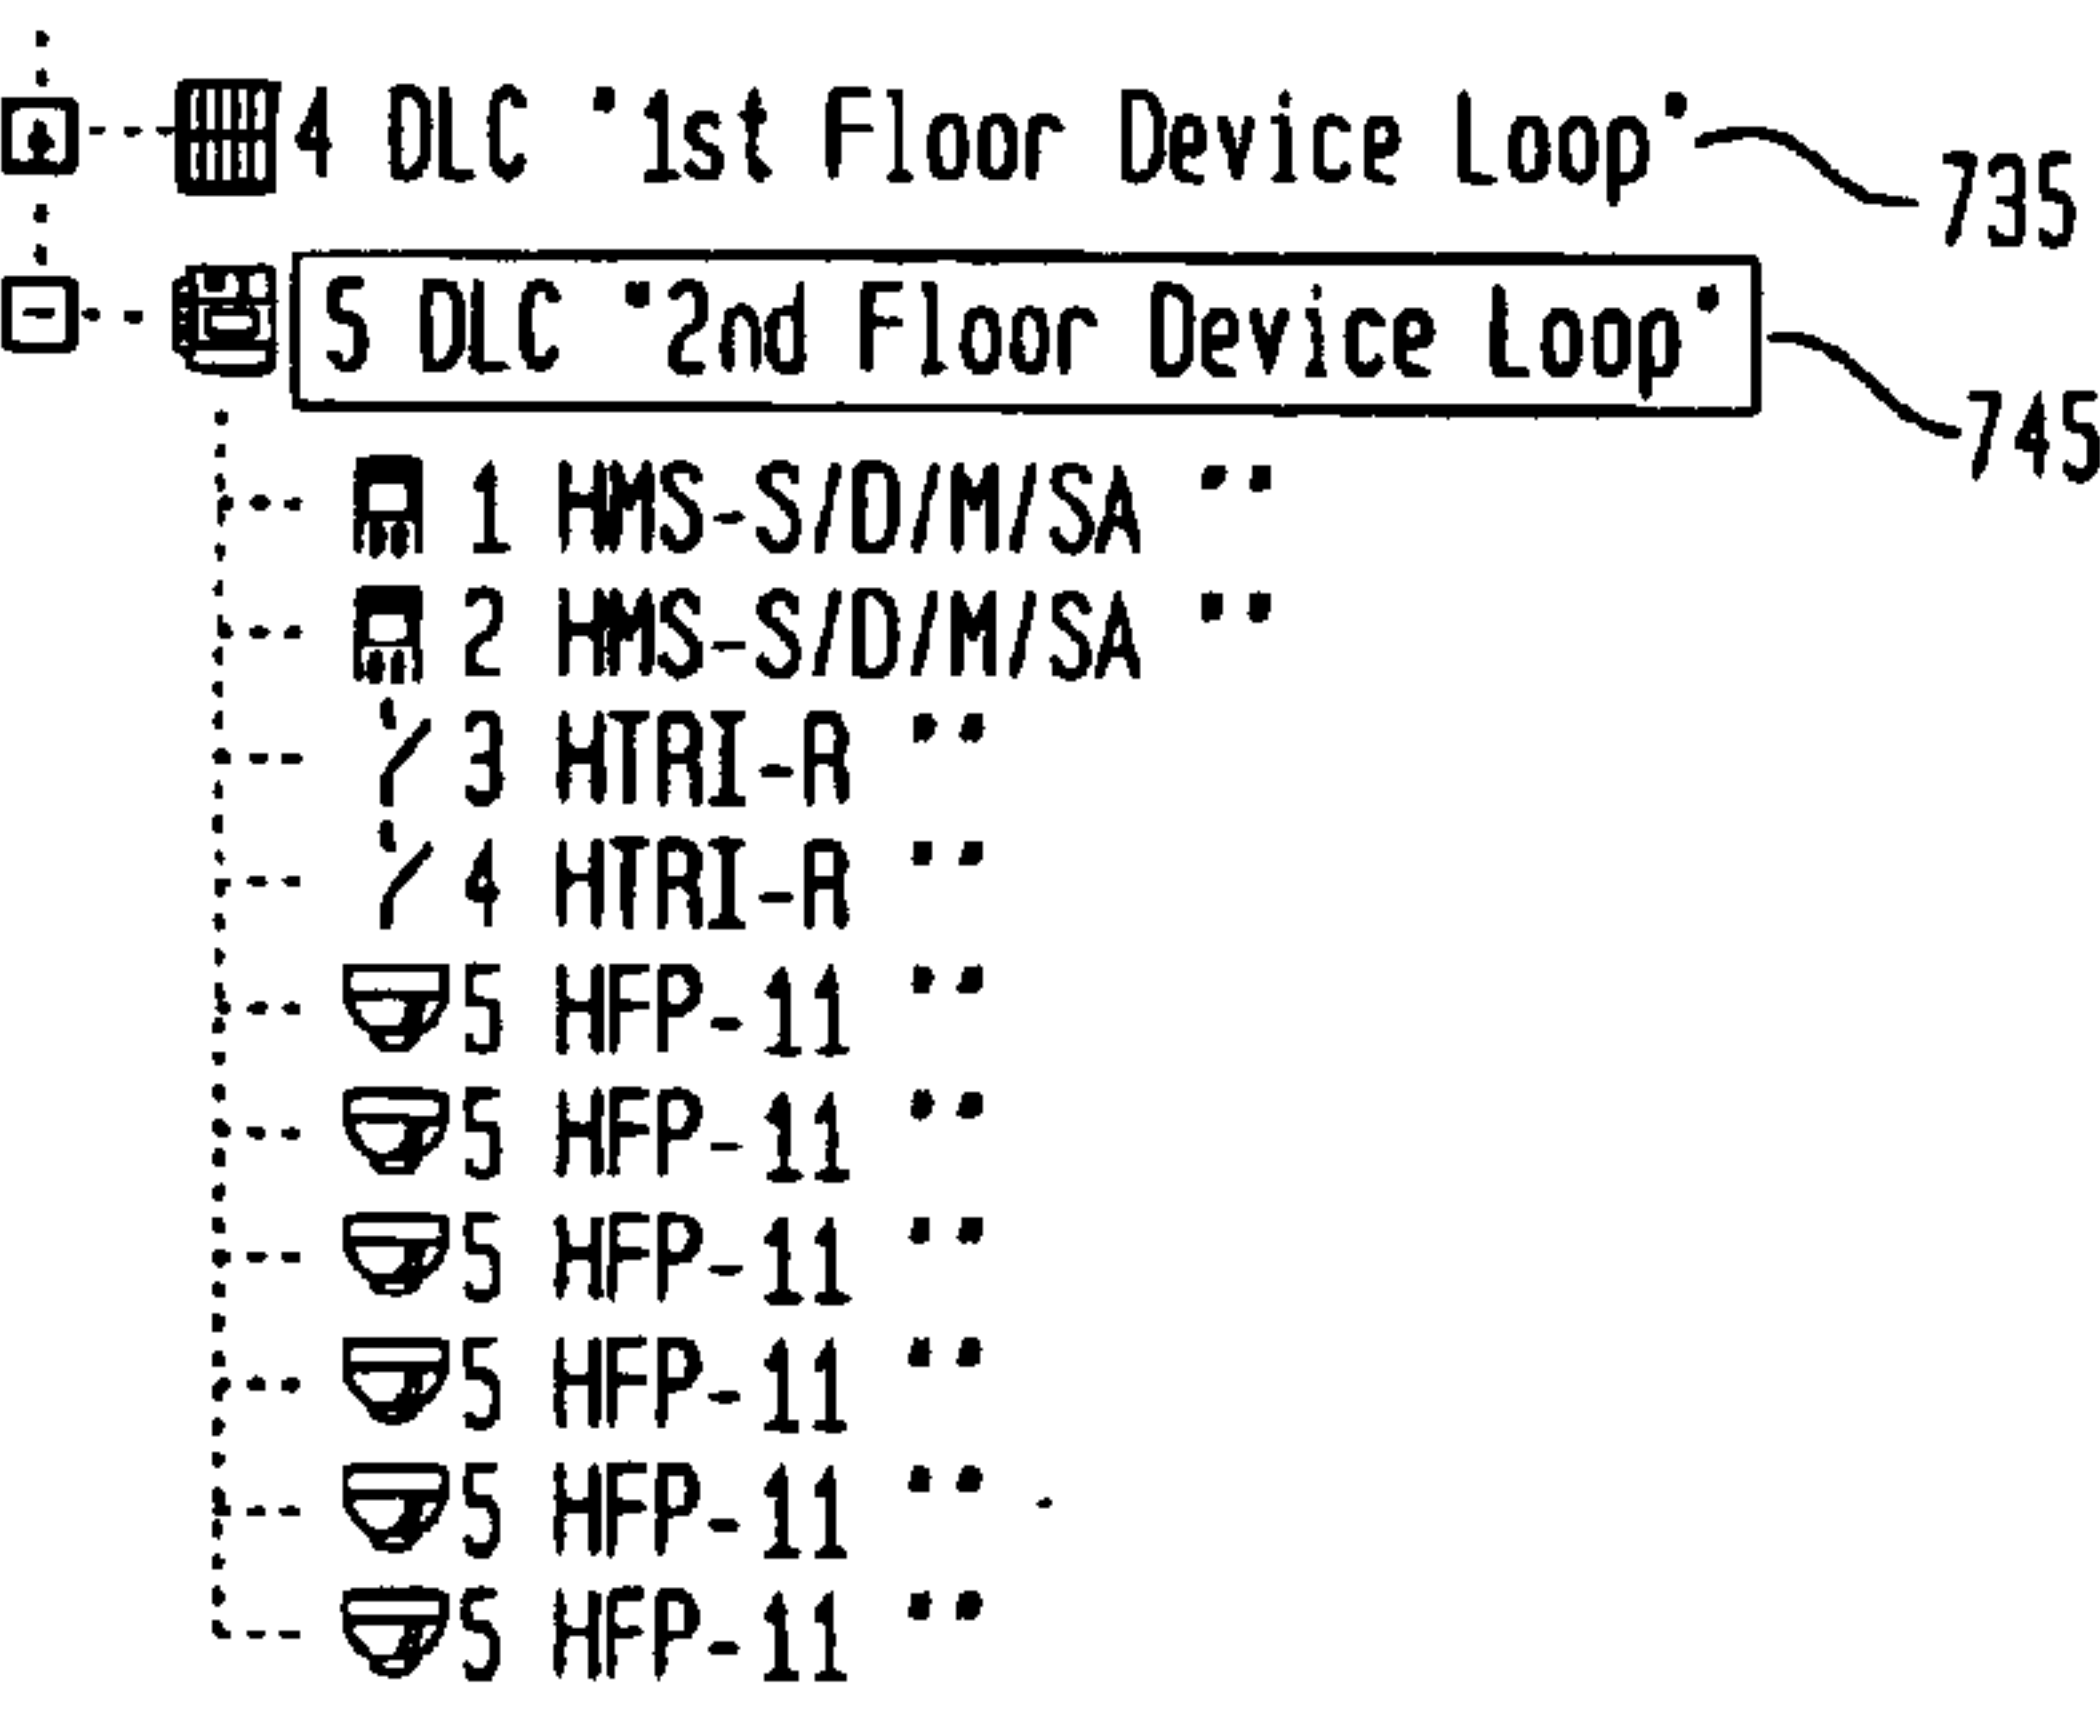 4 DLC "1st Floor Device Loop" 735
5 DLC "2nd Floor Device Loop" 745
1 HMS-S/D/M/SA ""
2 HMS-S/D/M/SA ""
3 HTRI-R ""
4 HTRI-R ""
5 HFP-11 ""
5 HFP-11 ""
5 HFP-11 ""
5 HFP-11 ""
5 HFP-11 ""
5 HFP-11 ""